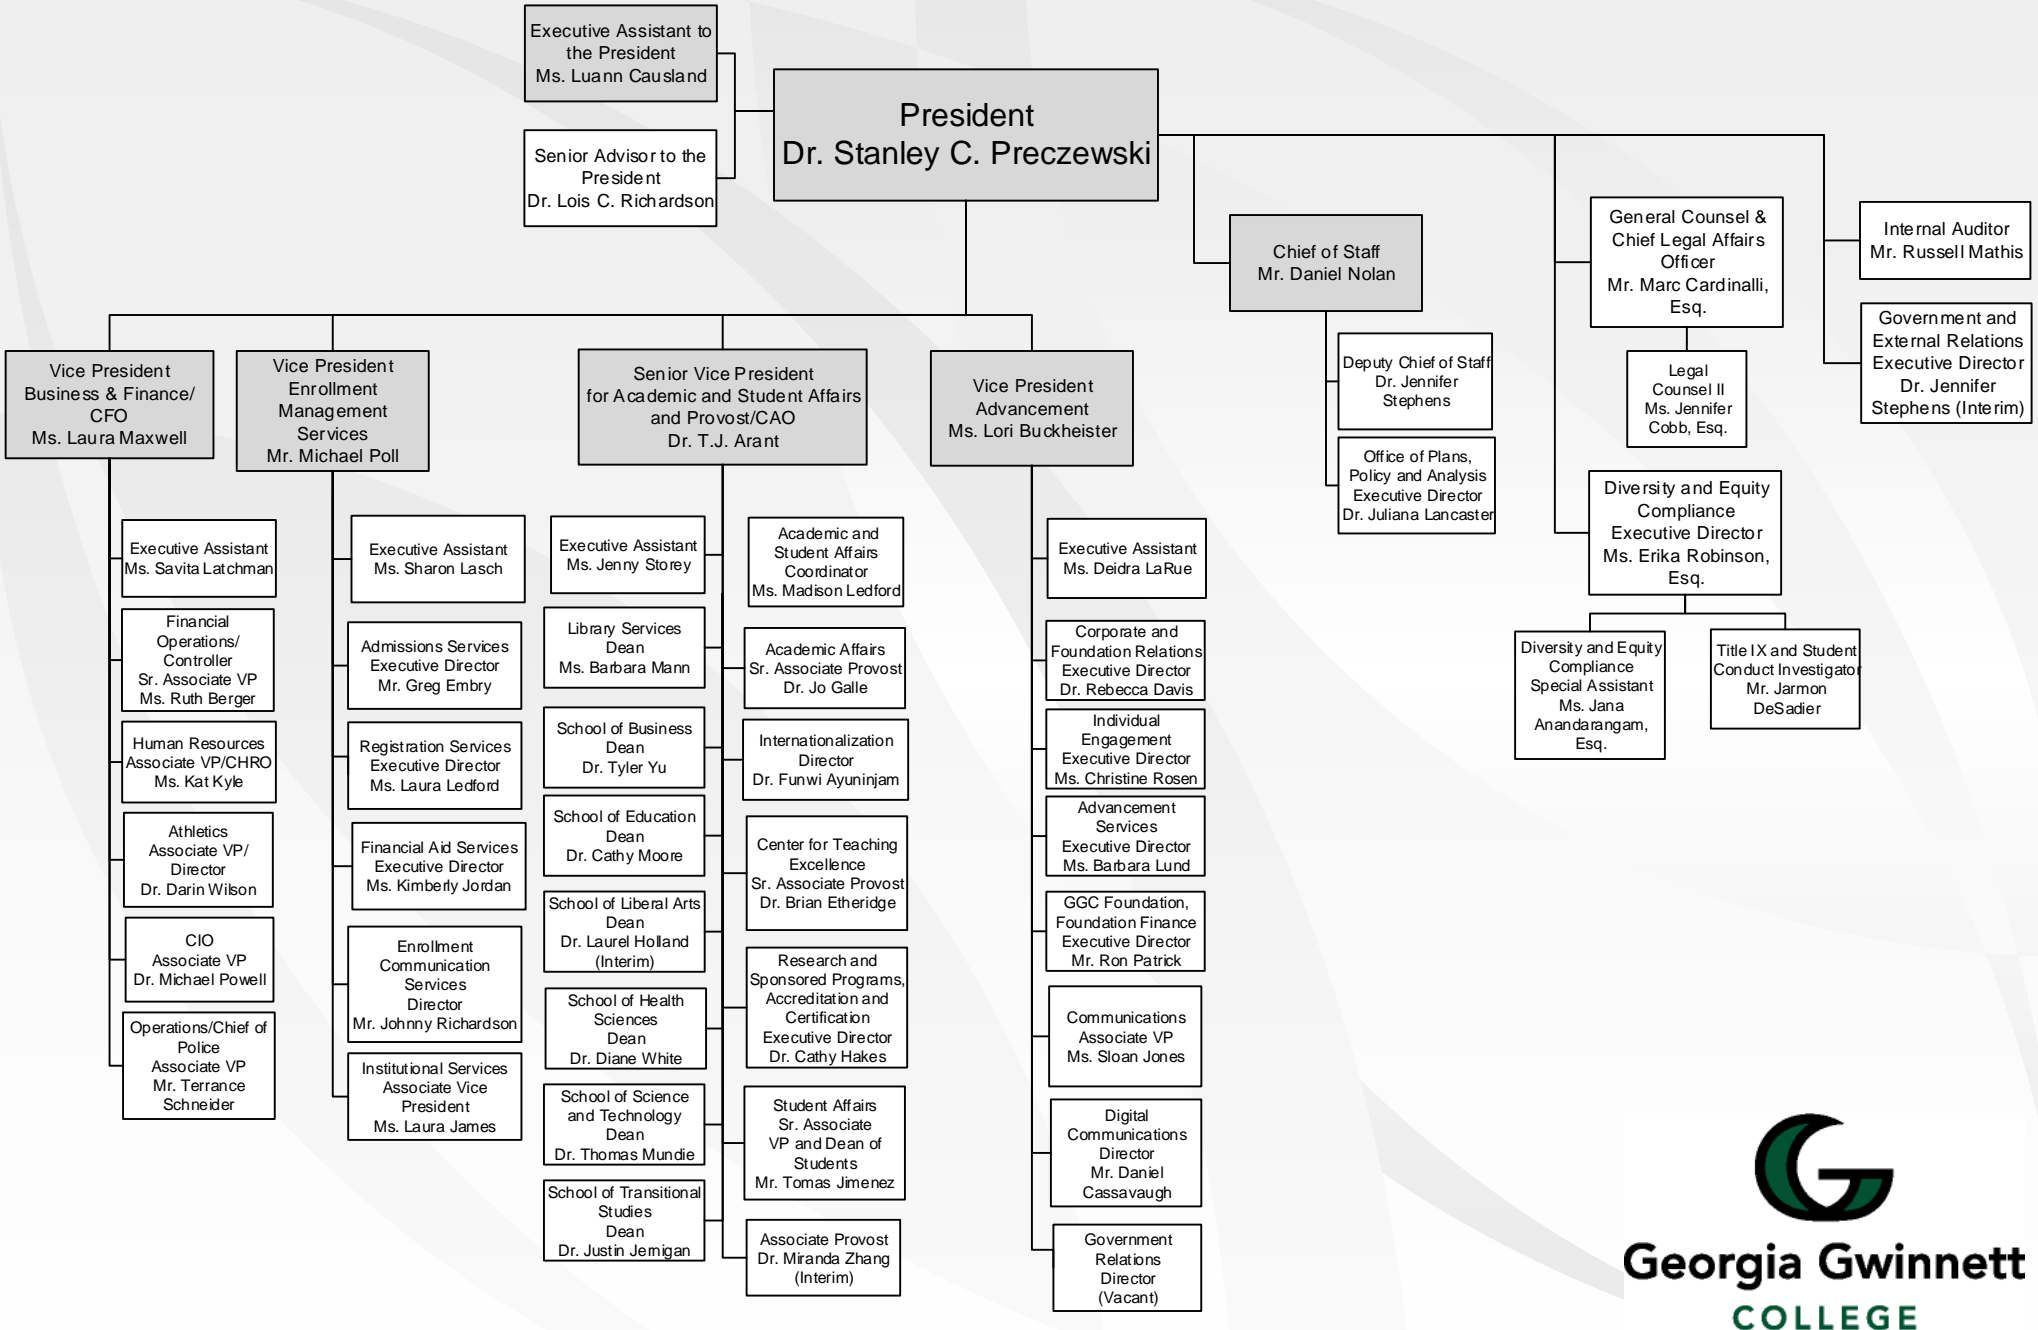 Executive Assistant to
the President
Ms. Luann Causland
Senior Advisor to the
President
Dr. Lois C. Richardson
President
Dr. Stanley C. Preczewski
Chief of Staff
Mr. Daniel Nolan
Deputy Chief of Staff
Dr. Jennifer
Stephens
Office of Plans,
Policy and Analysis
Executive Director
Dr. Juliana Lancaster
General Counsel &
Chief Legal Affairs
Officer
Mr. Marc Cardinalli,
Esq.
Legal
Counsel II
Ms. Jennifer
Cobb, Esq.
Diversity and Equity
Compliance
Executive Director
Ms. Erika Robinson,
Esq.
Diversity and Equity
Compliance
Special Assistant
Ms. Jana
Anandarangam,
Esq.
Title IX and Student
Conduct Investigator
Mr. Jarmon
DeSadier
Internal Auditor
Mr. Russell Mathis
Government and
External Relations
Executive Director
Dr. Jennifer
Stephens (Interim)
Vice President
Business & Finance/
CFO
Ms. Laura Maxwell
Executive Assistant
Ms. Savita Latchman
Financial
Operations/
Controller
Sr. Associate VP
Ms. Ruth Berger
Human Resources
Associate VP/CHRO
Ms. Kat Kyle
Athletics
Associate VP/
Director
Dr. Darin Wilson
CIO
Associate VP
Dr. Michael Powell
Operations/Chief of
Police
Associate VP
Mr. Terrance
Schneider
Vice President
Enrollment
Management
Services
Mr. Michael Poll
Executive Assistant
Ms. Sharon Lasch
Admissions Services
Executive Director
Mr. Greg Embry
Registration Services
Executive Director
Ms. Laura Ledford
Financial Aid Services
Executive Director
Ms. Kimberly Jordan
Enrollment
Communication
Services
Director
Mr. Johnny Richardson
Institutional Services
Associate Vice
President
Ms. Laura James
Senior Vice President
for Academic and Student Affairs
and Provost/CAO
Dr. T.J. Arant
Executive Assistant
Ms. Jenny Storey
Library Services
Dean
Ms. Barbara Mann
School of Business
Dean
Dr. Tyler Yu
School of Education
Dean
Dr. Cathy Moore
School of Liberal Arts
Dean
Dr. Laurel Holland
(Interim)
School of Health
Sciences
Dean
Dr. Diane White
School of Science
and Technology
Dean
Dr. Thomas Mundie
School of Transitional
Studies
Dean
Dr. Justin Jernigan
Academic and
Student Affairs
Coordinator
Ms. Madison Ledford
Academic Affairs
Sr. Associate Provost
Dr. Jo Galle
Internationalization
Director
Dr. Funwi Ayuninjam
Center for Teaching
Excellence
Sr. Associate Provost
Dr. Brian Etheridge
Research and
Sponsored Programs,
Accreditation and
Certification
Executive Director
Dr. Cathy Hakes
Student Affairs
Sr. Associate
VP and Dean of
Students
Mr. Tomas Jimenez
Associate Provost
Dr. Miranda Zhang
(Interim)
Vice President
Advancement
Ms. Lori Buckheister
Executive Assistant
Ms. Deidra LaRue
Corporate and
Foundation Relations
Executive Director
Dr. Rebecca Davis
Individual
Engagement
Executive Director
Ms. Christine Rosen
Advancement
Services
Executive Director
Ms. Barbara Lund
GGC Foundation,
Foundation Finance
Executive Director
Mr. Ron Patrick
Communications
Associate VP
Ms. Sloan Jones
Digital
Communications
Director
Mr. Daniel
Cassavaugh
Government
Relations
Director
(Vacant)
Georgia Gwinnett
COLLEGE